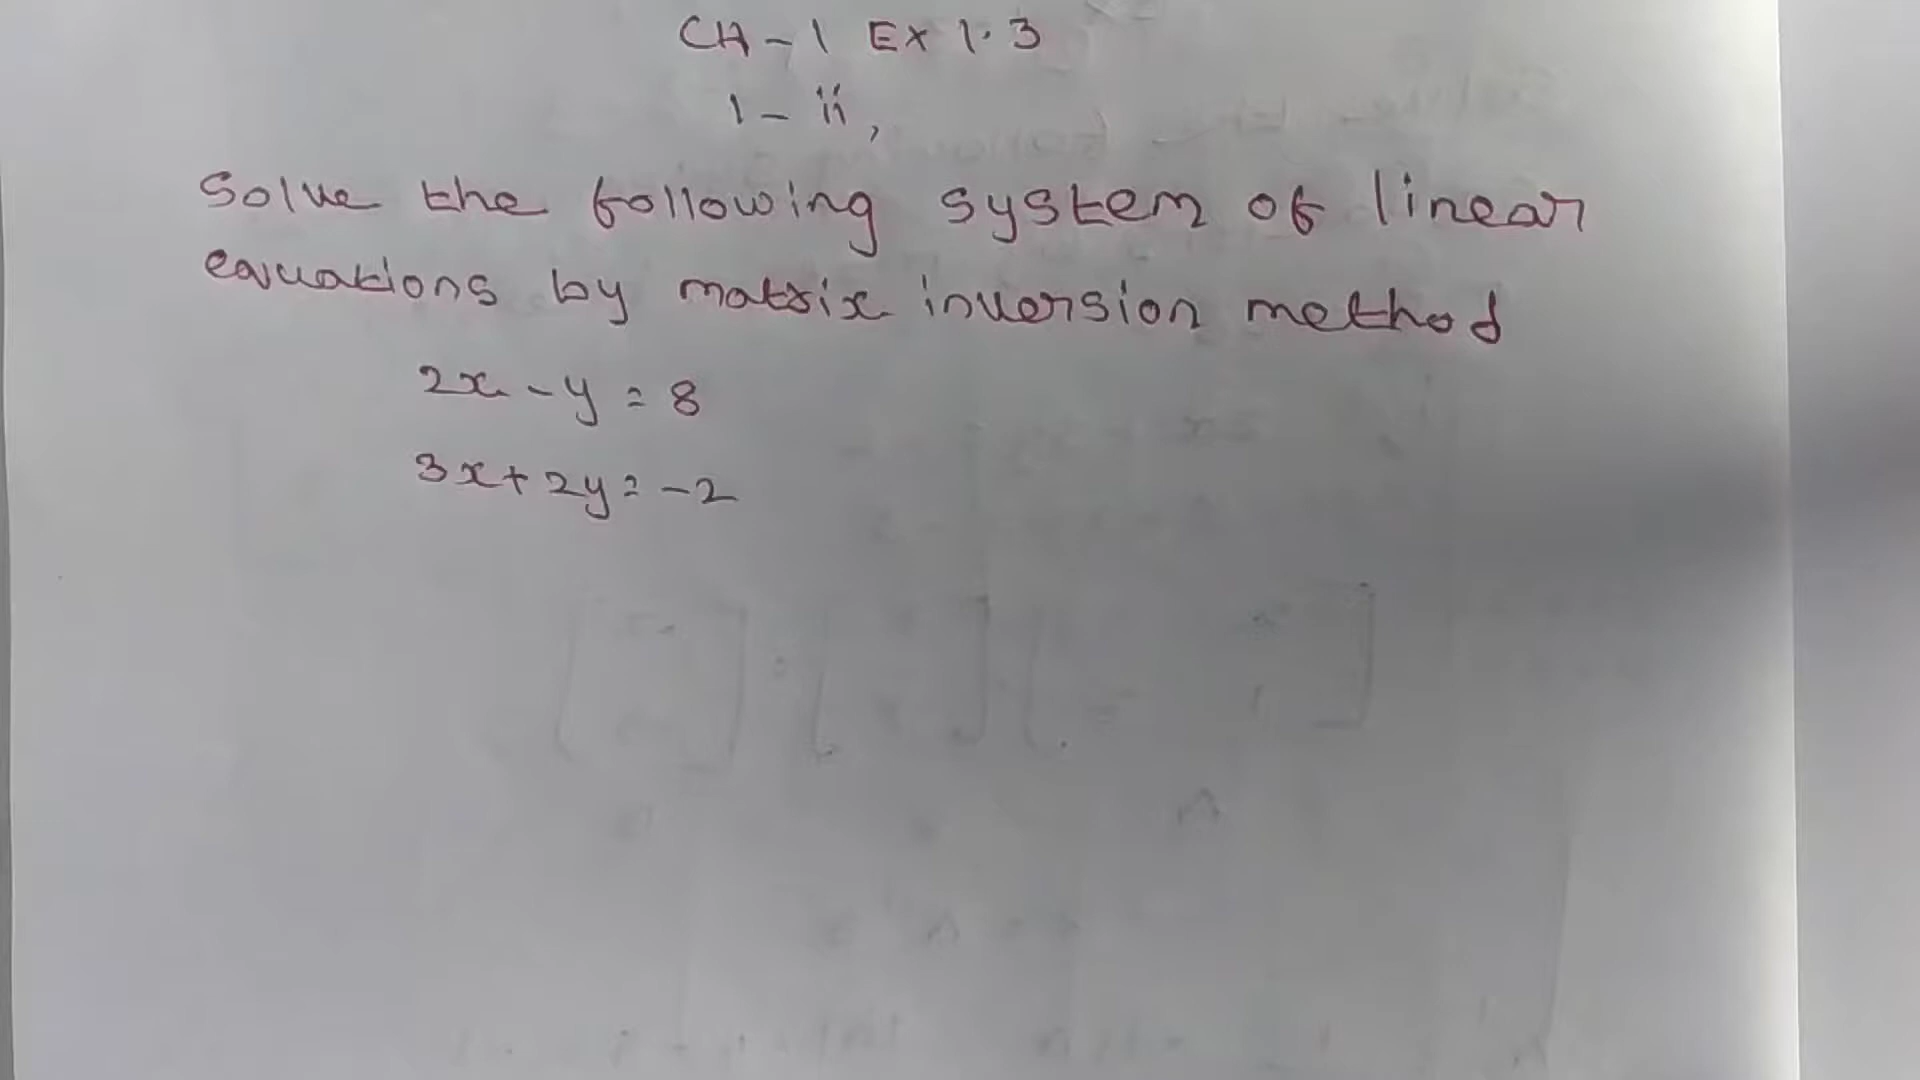 CH-1 Ex 1.3
1-ii,
Solve the following system of linear
equations by matrix inversion method
2x - y = 8
3x + 2y = -2